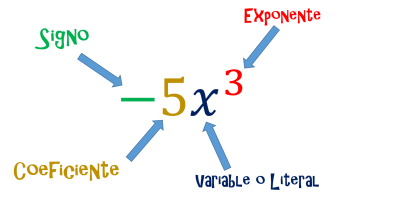 Exponente
Signo
−5x³
Coeficiente
Variable o Literal